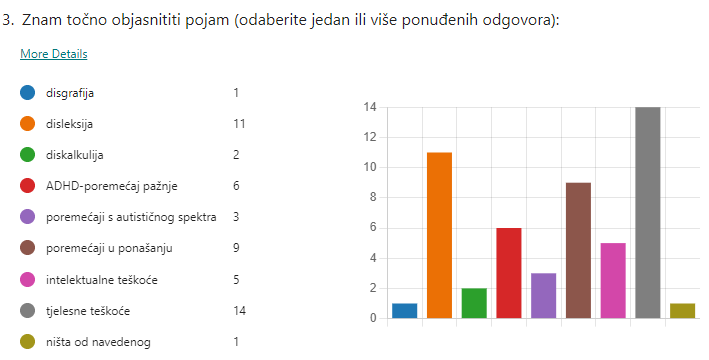 3. Znam točno objasnititi pojam (odaberite jedan ili više ponuđenih odgovora):
More Details
disgrafija 1
disleksija 11
diskalkulija 2
ADHD-poremećaj pažnje 6
poremećaji s autističnog spektra 3
poremećaji u ponašanju 9
intelektualne teškoće 5
tjelesne teškoće 14
ništa od navedenog 1
14
12
10
8
6
4
2
0